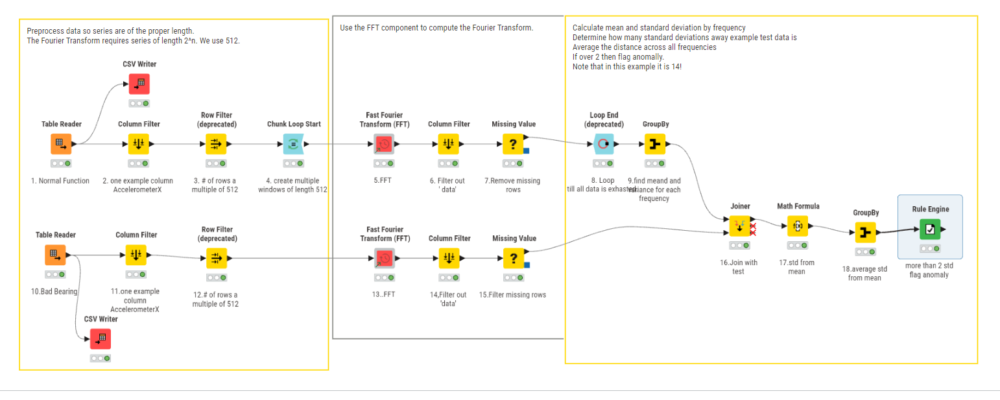 Preprocess data so series are of the proper length.
The Fourier Transform requires series of length 2^n. We use 512.
CSV Writer
Table Reader
Column Filter
Row Filter
(deprecated)
Chunk Loop Start
1. Normal Function
2. one example column
AccelerometerX
3. # of rows a
multiple of 512
4. create multiple
windows of length 512
Table Reader
Column Filter
Row Filter
(deprecated)
10.Bad Bearing
11.one example
column
AccelerometerX
12.# of rows a
multiple of 512
CSV Writer
Use the FFT component to compute the Fourier Transform.
Fast Fourier
Transform (FFT)
Column Filter
Missing Value
?
5.FFT
6. Filter out
' data'
7.Remove missing
rows
Fast Fourier
Transform (FFT)
Column Filter
Missing Value
?
13..FFT
14,Filter out
'data'
15.Filter missing rows
Calculate mean and standard deviation by frequency
Determine how many standard deviations away example test data is
Average the distance across all frequencies
If over 2 then flag anomally.
Note that in this example it is 14!
Loop End
(deprecated)
GroupBy
8. Loop
till all data is exhasted
9.find meand and
variance for each
frequency
Joiner
Math Formula
GroupBy
Rule Engine
f(x)
16.Join with
test
17.std from
mean
18.average std
from mean
more than 2 std
flag anomaly